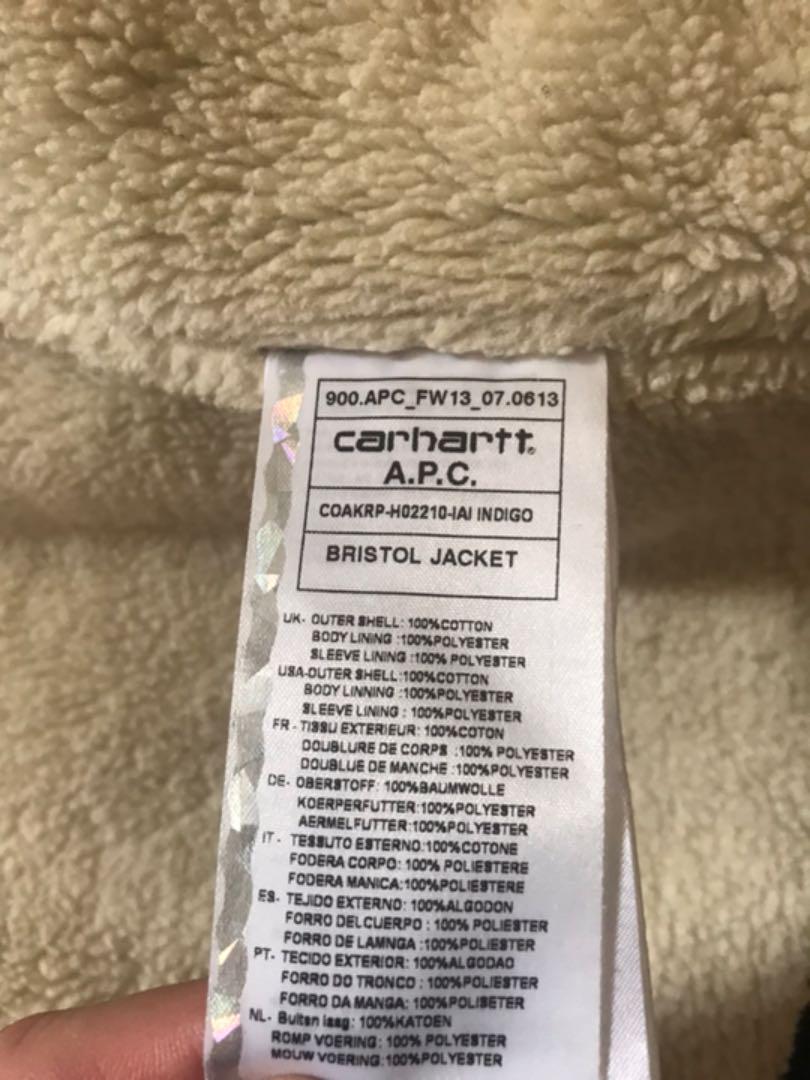 900.APC_FW13_07.0613
carhartt.
A.P.C.
COAKRP-H02210-IAI INDIGO
BRISTOL JACKET
UK- OUTER SHELL: 100%COTTON
BODY LINING :100%POLYESTER
SLEEVE LINING :100% POLYESTER
USA-OUTER SHELL:100%COTTON
BODY LINNING :100%POLYESTER
SLEEVE LINING : 100%POLYESTER
FR - TISSU EXTERIEUR: 100%COTON
DOUBLURE DE CORPS :100% POLYESTER
DOUBLUE DE MANCHE :100%POLYESTER
DE- OBERSTOFF: 100%BAUMWOLLE
KOERPERFUTTER:100%POLYESTER
AERMELFUTTER:100%POLYESTER
IT - TESSUTO ESTERNO:100%COTONE
FODERA CORPO: 100% POLIESTERE
FODERA MANICA:100%POLIESTERE
ES- TEJIDO EXTERNO: 100%ALGODON
FORRO DELCUERPO : 100% POLIESTER
FORRO DE LAMNGA :100%POLIESTER
PT- TECIDO EXTERIOR: 100%ALGODAO
FORRO DO TRONCO : 100%POLIESTER
FORRO DA MANGA: 100%POLISETER
NL- Buiten laag: 100%KATOEN
ROMP VOERING: 100% POLYESTER
MOUW VOERING:100%POLYESTER